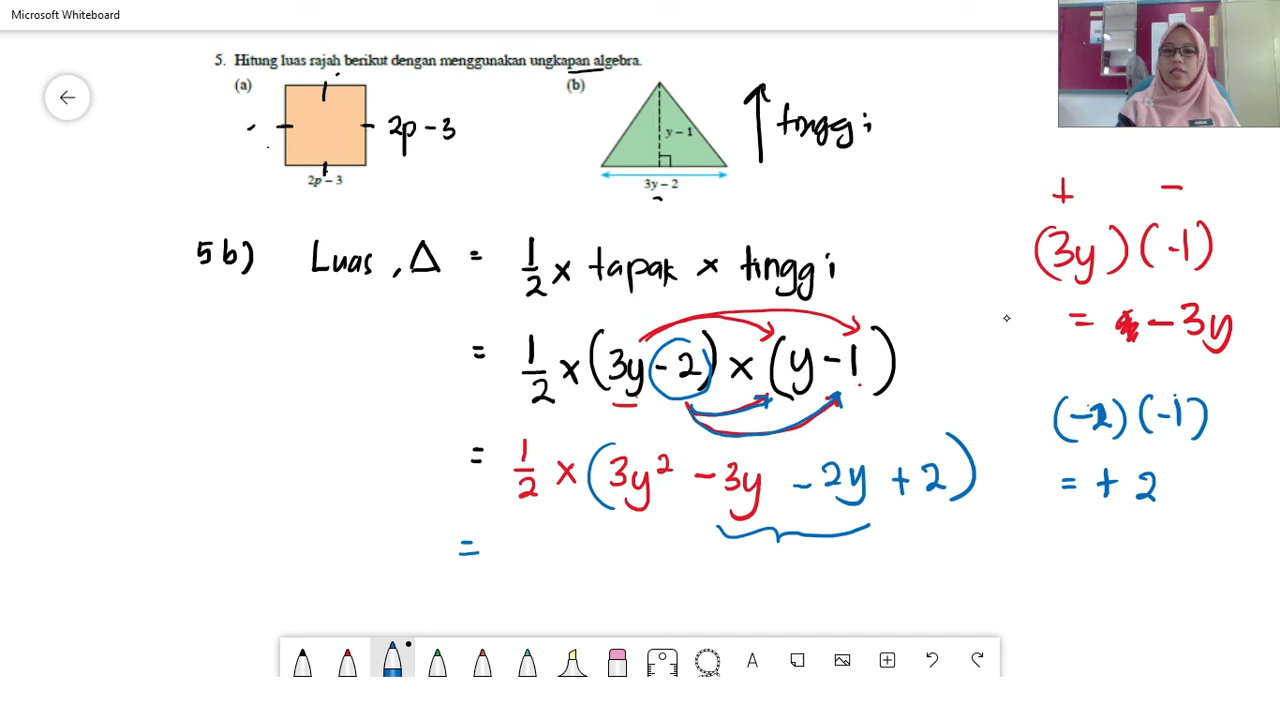 Microsoft Whiteboard
5. Hitung luas rajah berikut dengan menggunakan ungkapan algebra.
(a)
2p - 3
2p - 3
(b)
y - 1
3y - 2
tinggi
5b) Luas, Δ = 1/2 × tapak × tinggi
= 1/2 × (3y - 2) × (y - 1)
= 1/2 × (3y² - 3y - 2y + 2)
=
+ -
(3y)(-1)
= - 3y
(-2)(-1)
= + 2
A